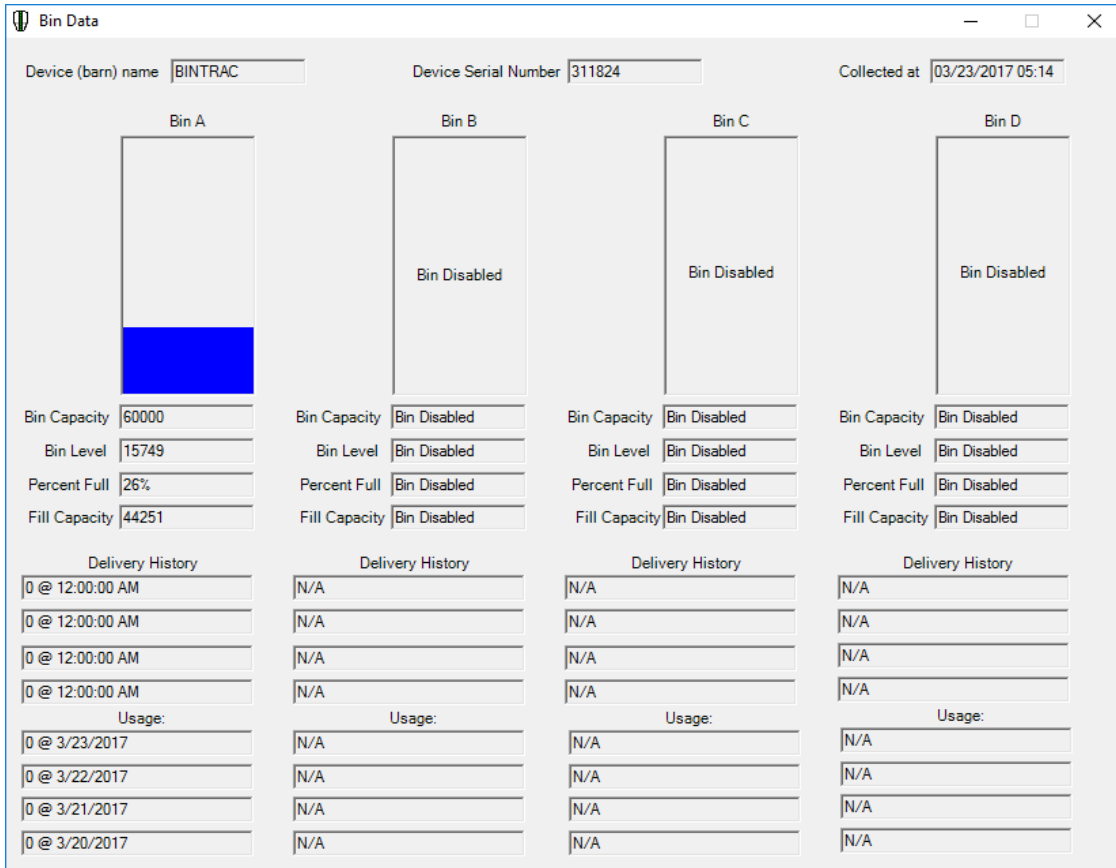 Bin Data
Device (barn) name BINTRAC Device Serial Number 311824 Collected at 03/23/2017 05:14
Bin A Bin B Bin C Bin D
Bin Disabled Bin Disabled Bin Disabled
Bin Capacity 60000 Bin Capacity Bin Disabled Bin Capacity Bin Disabled Bin Capacity Bin Disabled
Bin Level 15749 Bin Level Bin Disabled Bin Level Bin Disabled Bin Level Bin Disabled
Percent Full 26% Percent Full Bin Disabled Percent Full Bin Disabled Percent Full Bin Disabled
Fill Capacity 44251 Fill Capacity Bin Disabled Fill Capacity Bin Disabled Fill Capacity Bin Disabled
Delivery History Delivery History Delivery History Delivery History
0 @ 12:00:00 AM N/A N/A N/A
0 @ 12:00:00 AM N/A N/A N/A
0 @ 12:00:00 AM N/A N/A N/A
0 @ 12:00:00 AM N/A N/A N/A
Usage: Usage: Usage: Usage:
0 @ 3/23/2017 N/A N/A N/A
0 @ 3/22/2017 N/A N/A N/A
0 @ 3/21/2017 N/A N/A N/A
0 @ 3/20/2017 N/A N/A N/A